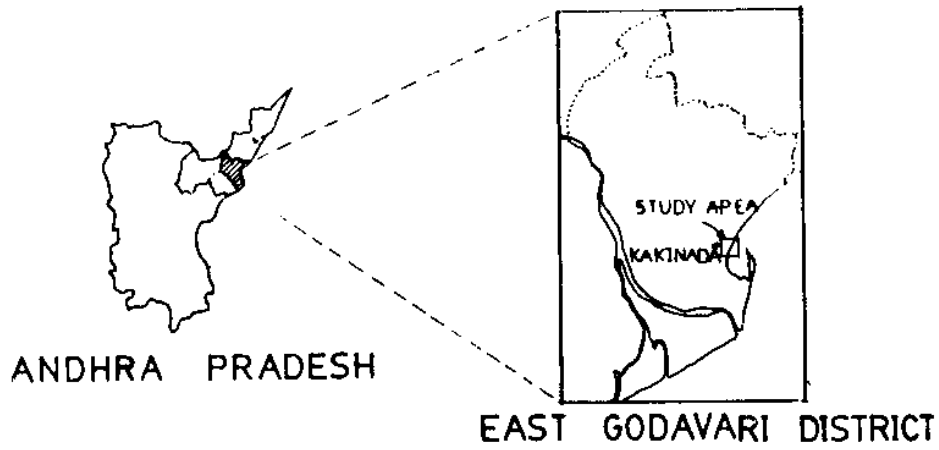 STUDY APEA
KAKINADA
ANDHRA PRADESH
EAST GODAVARI DISTRICT